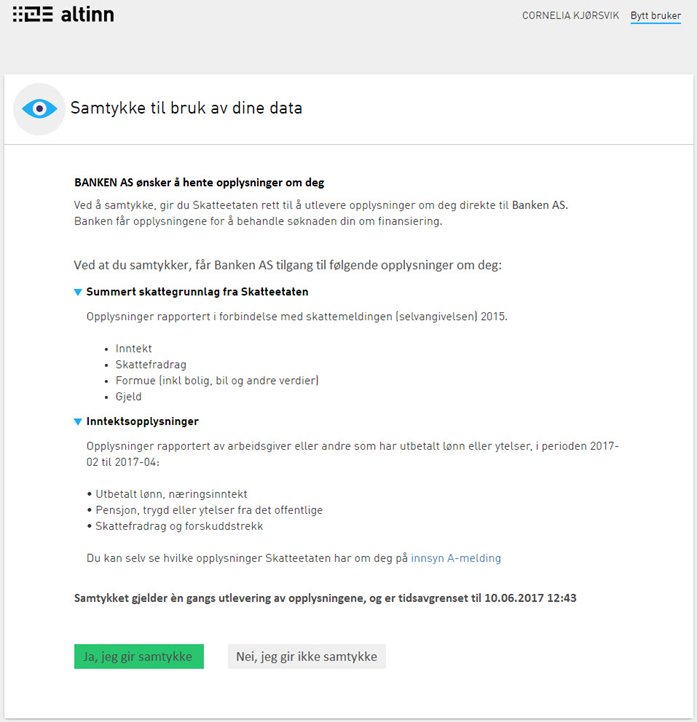 altinn
CORNELIA KJØRSVIK Bytt bruker
Samtykke til bruk av dine data
BANKEN AS ønsker å hente opplysninger om deg
Ved å samtykke, gir du Skatteetaten rett til å utlevere opplysninger om deg direkte til Banken AS.
Banken får opplysningene for å behandle søknaden din om finansiering.
Ved at du samtykker, får Banken AS tilgang til følgende opplysninger om deg:
Summert skattegrunnlag fra Skatteetaten
Opplysninger rapportert i forbindelse med skattemeldingen (selvangivelsen) 2015.
• Inntekt
• Skattefradrag
• Formue (inkl bolig, bil og andre verdier)
• Gjeld
Inntektsopplysninger
Opplysninger rapportert av arbeidsgiver eller andre som har utbetalt lønn eller ytelser, i perioden 2017-
02 til 2017-04:
• Utbetalt lønn, næringsinntekt
• Pensjon, trygd eller ytelser fra det offentlige
• Skattefradrag og forskuddstrekk
Du kan selv se hvilke opplysninger Skatteetaten har om deg på innsyn A-melding
Samtykket gjelder èn gangs utlevering av opplysningene, og er tidsavgrenset til 10.06.2017 12:43
Ja, jeg gir samtykke
Nei, jeg gir ikke samtykke